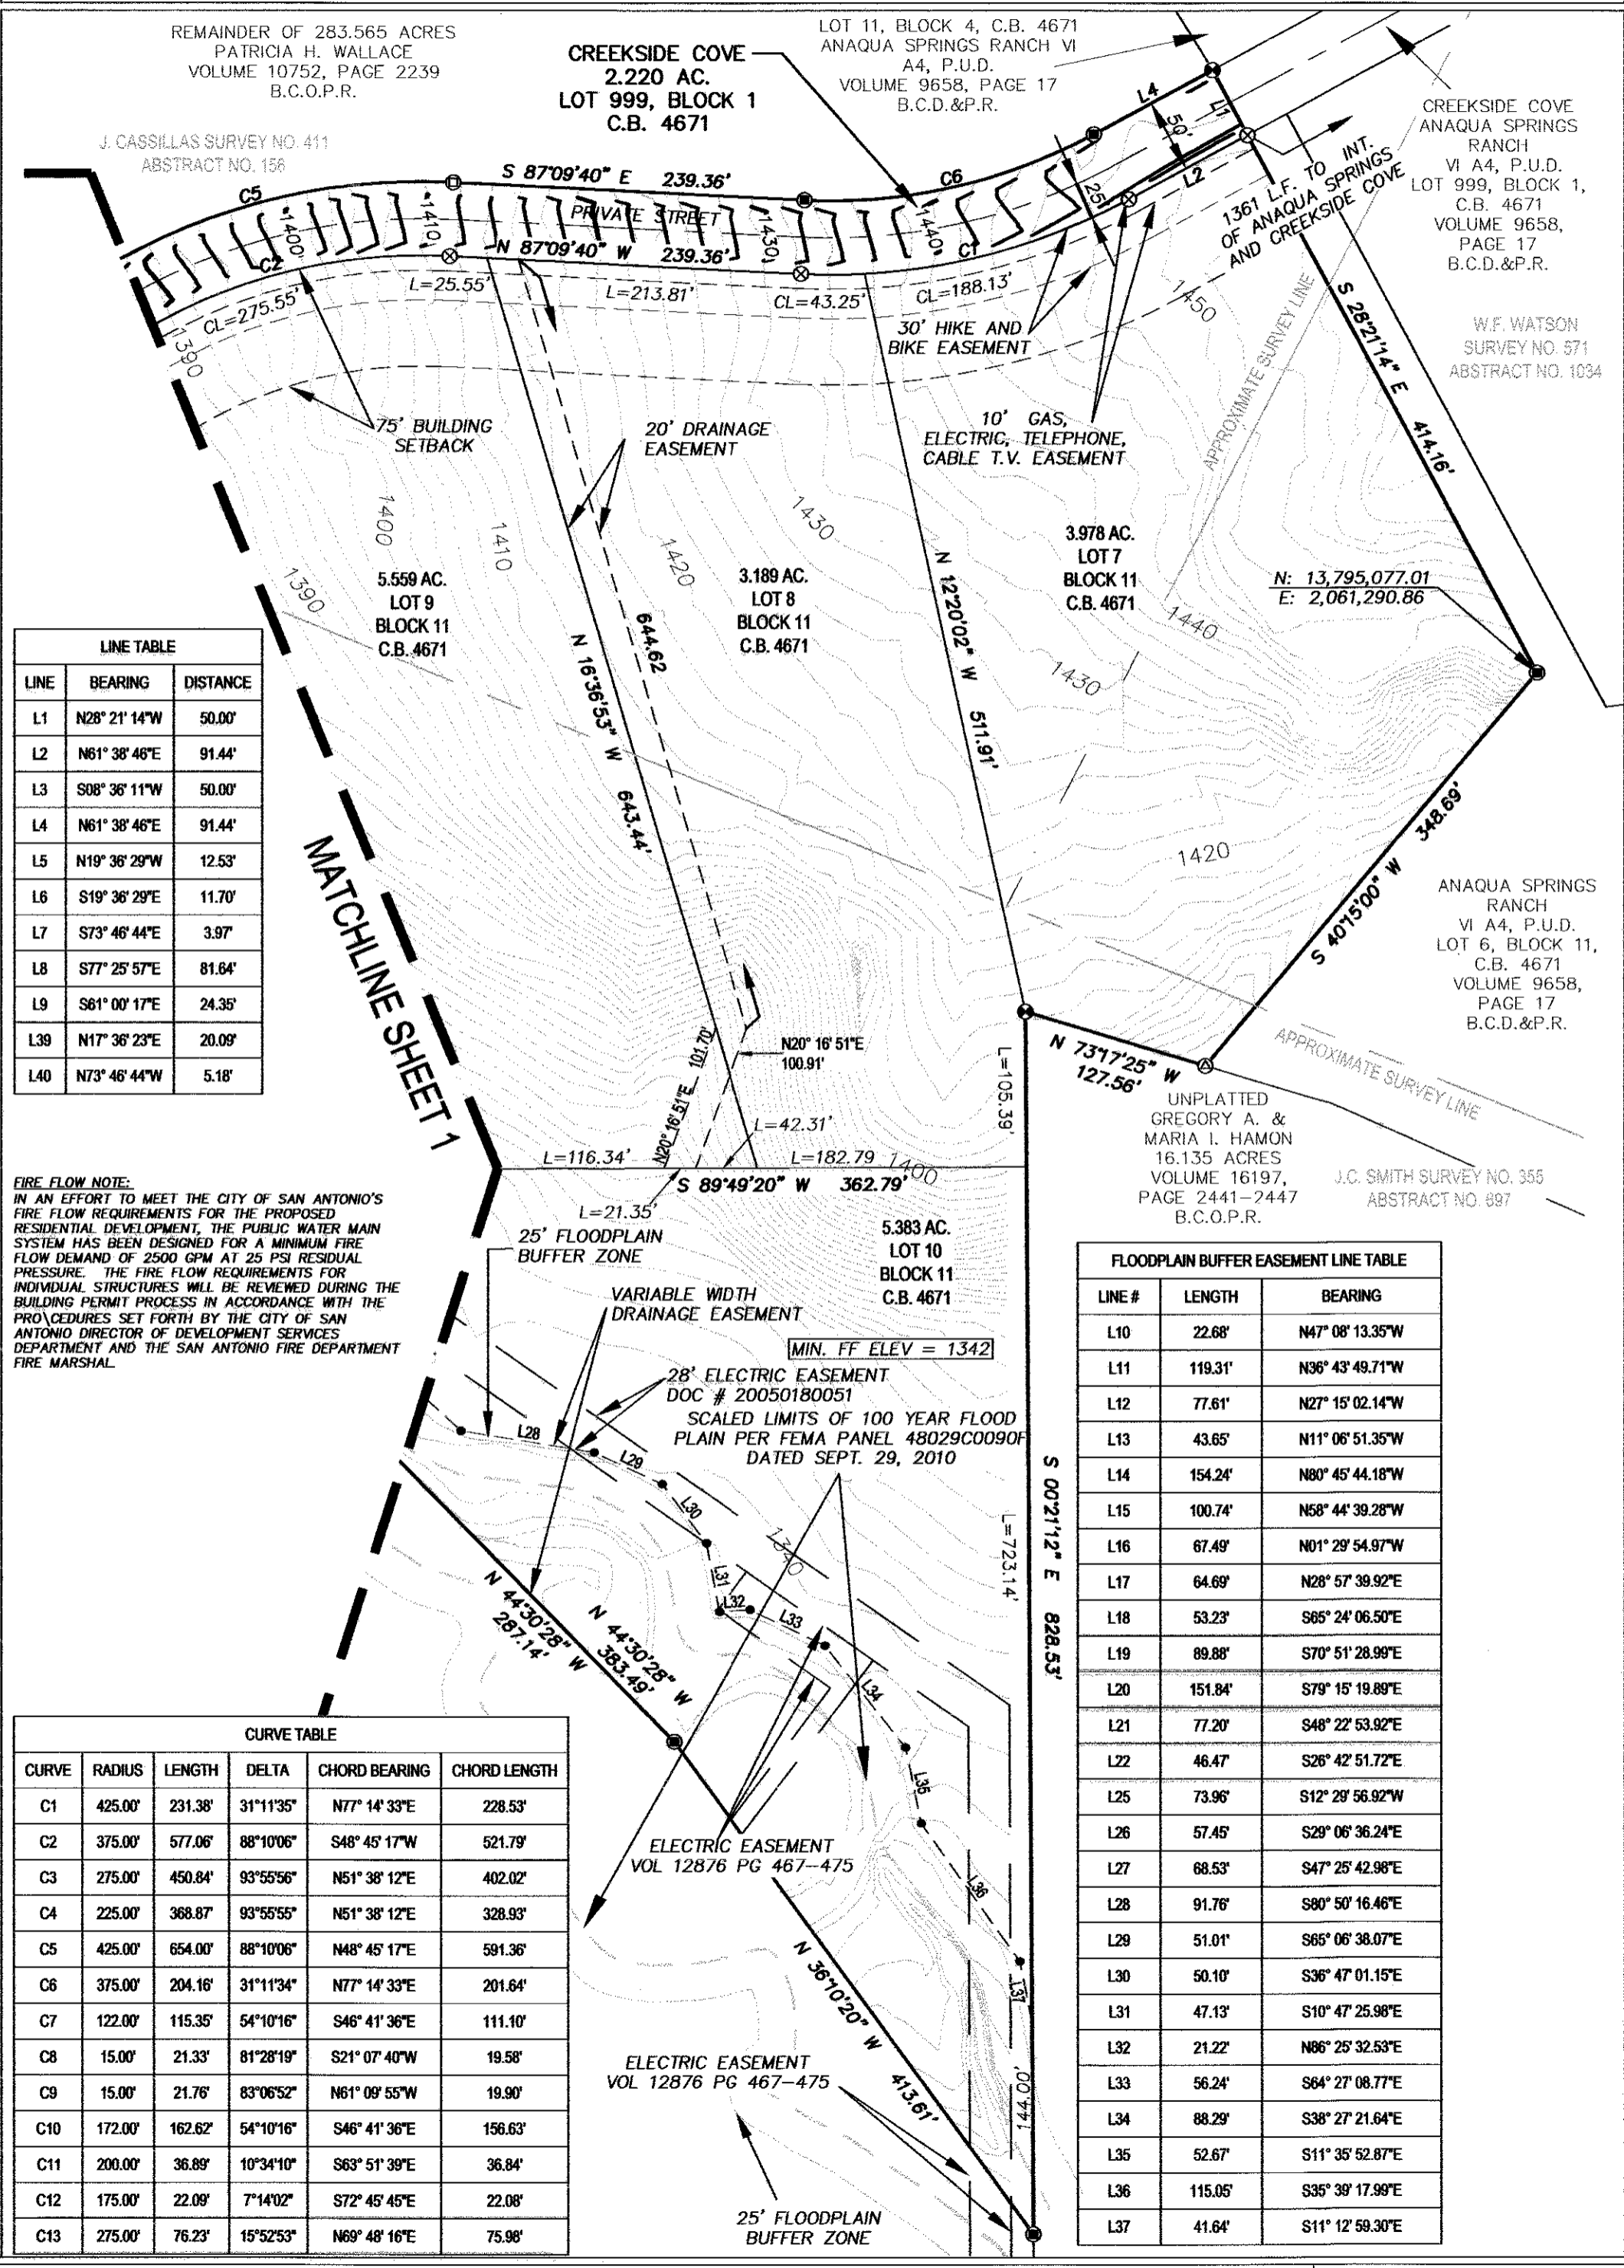 REMAINDER OF 283.565 ACRES
PATRICIA H. WALLACE
VOLUME 10752, PAGE 2239
B.C.O.P.R.
CREEKSIDE COVE
2.220 AC.
LOT 999, BLOCK 1
C.B. 4671
LOT 11, BLOCK 4, C.B. 4671
ANAQUA SPRINGS RANCH VI
A4, P.U.D.
VOLUME 9658, PAGE 17
B.C.D.&P.R.
J. CASSILLAS SURVEY NO. 411
ABSTRACT NO. 156
CREEKSIDE COVE
ANAQUA SPRINGS
RANCH
VI A4, P.U.D.
LOT 999, BLOCK 1,
C.B. 4671
VOLUME 9658,
PAGE 17
B.C.D.&P.R.
L4
L1
50'
L2
C6
25'
C1
C5
C2
S 87°09'40" E 239.36'
PRIVATE STREET
N 87°09'40" W 239.36'
1400
1410
1430
1440
1361 L.F. TO INT.
OF ANAQUA SPRINGS
AND CREEKSIDE COVE
CL=275.55'
L=25.55'
L=213.81'
CL=43.25'
CL=188.13'
1390
1450
30' HIKE AND
BIKE EASEMENT
APPROXIMATE SURVEY LINE
S 28°21'14" E 414.16'
W.F. WATSON
SURVEY NO. 571
ABSTRACT NO. 1034
75' BUILDING
SETBACK
20' DRAINAGE
EASEMENT
10' GAS,
ELECTRIC, TELEPHONE,
CABLE T.V. EASEMENT
1400
1410
1420
1430
1390
5.559 AC.
LOT 9
BLOCK 11
C.B. 4671
3.189 AC.
LOT 8
BLOCK 11
C.B. 4671
3.978 AC.
LOT 7
BLOCK 11
C.B. 4671
N: 13,795,077.01
E: 2,061,290.86
1440
1430
1420
N 16°36'53" W 643.44'
644.62
N 12°20'02" W 511.91'
S 40°15'00" W 348.69'
LINE TABLE
LINE BEARING DISTANCE
L1 N28° 21' 14"W 50.00'
L2 N61° 38' 46"E 91.44'
L3 S08° 36' 11"W 50.00'
L4 N61° 38' 46"E 91.44'
L5 N19° 36' 29"W 12.53'
L6 S19° 36' 29"E 11.70'
L7 S73° 46' 44"E 3.97'
L8 S77° 25' 57"E 81.64'
L9 S61° 00' 17"E 24.35'
L39 N17° 36' 23"E 20.09'
L40 N73° 46' 44"W 5.18'
MATCHLINE SHEET 1
ANAQUA SPRINGS
RANCH
VI A4, P.U.D.
LOT 6, BLOCK 11,
C.B. 4671
VOLUME 9658,
PAGE 17
B.C.D.&P.R.
N20° 16' 51"E 101.70'
N20° 16' 51"E
100.91'
L=105.39'
N 73°17'25" W
127.56'
APPROXIMATE SURVEY LINE
UNPLATTED
GREGORY A. &
MARIA I. HAMON
16.135 ACRES
VOLUME 16197,
PAGE 2441-2447
B.C.O.P.R.
J.C. SMITH SURVEY NO. 355
ABSTRACT NO. 697
L=42.31'
L=116.34'
L=182.79
1400
S 89°49'20" W 362.79'
L=21.35'
FIRE FLOW NOTE:
IN AN EFFORT TO MEET THE CITY OF SAN ANTONIO'S
FIRE FLOW REQUIREMENTS FOR THE PROPOSED
RESIDENTIAL DEVELOPMENT, THE PUBLIC WATER MAIN
SYSTEM HAS BEEN DESIGNED FOR A MINIMUM FIRE
FLOW DEMAND OF 2500 GPM AT 25 PSI RESIDUAL
PRESSURE. THE FIRE FLOW REQUIREMENTS FOR
INDIVIDUAL STRUCTURES WILL BE REVIEWED DURING THE
BUILDING PERMIT PROCESS IN ACCORDANCE WITH THE
PRO\CEDURES SET FORTH BY THE CITY OF SAN
ANTONIO DIRECTOR OF DEVELOPMENT SERVICES
DEPARTMENT AND THE SAN ANTONIO FIRE DEPARTMENT
FIRE MARSHAL
25' FLOODPLAIN
BUFFER ZONE
5.383 AC.
LOT 10
BLOCK 11
C.B. 4671
VARIABLE WIDTH
DRAINAGE EASEMENT
MIN. FF ELEV = 1342
28' ELECTRIC EASEMENT
DOC # 20050180051
SCALED LIMITS OF 100 YEAR FLOOD
PLAIN PER FEMA PANEL 48029C0090F
DATED SEPT. 29, 2010
L28
L29
L30
L31
L32
L33
L34
L35
L36
L37
1340
S 00°21'12" E 828.53'
L=723.14'
144.00'
N 44°30'28" W
287.14'
N 44°30'28" W
383.49'
ELECTRIC EASEMENT
VOL 12876 PG 467-475
N 36°10'20" W 413.61'
ELECTRIC EASEMENT
VOL 12876 PG 467-475
25' FLOODPLAIN
BUFFER ZONE
FLOODPLAIN BUFFER EASEMENT LINE TABLE
LINE # LENGTH BEARING
L10 22.68' N47° 08' 13.35"W
L11 119.31' N36° 43' 49.71"W
L12 77.61' N27° 15' 02.14"W
L13 43.65' N11° 06' 51.35"W
L14 154.24' N80° 45' 44.18"W
L15 100.74' N58° 44' 39.28"W
L16 67.49' N01° 29' 54.97"W
L17 64.69' N28° 57' 39.92"E
L18 53.23' S65° 24' 06.50"E
L19 89.88' S70° 51' 28.99"E
L20 151.84' S79° 15' 19.89"E
L21 77.20' S48° 22' 53.92"E
L22 46.47' S26° 42' 51.72"E
L25 73.96' S12° 29' 56.92"W
L26 57.45' S29° 06' 36.24"E
L27 68.53' S47° 25' 42.98"E
L28 91.76' S80° 50' 16.46"E
L29 51.01' S65° 06' 38.07"E
L30 50.10' S36° 47' 01.15"E
L31 47.13' S10° 47' 25.98"E
L32 21.22' N86° 25' 32.53"E
L33 56.24' S64° 27' 08.77"E
L34 88.29' S38° 27' 21.64"E
L35 52.67' S11° 35' 52.87"E
L36 115.05' S35° 39' 17.99"E
L37 41.64' S11° 12' 59.30"E
CURVE TABLE
CURVE RADIUS LENGTH DELTA CHORD BEARING CHORD LENGTH
C1 425.00' 231.38' 31°11'35" N77° 14' 33"E 228.53'
C2 375.00' 577.06' 88°10'06" S48° 45' 17"W 521.79'
C3 275.00' 450.84' 93°55'56" N51° 38' 12"E 402.02'
C4 225.00' 368.87' 93°55'55" N51° 38' 12"E 328.93'
C5 425.00' 654.00' 88°10'06" N48° 45' 17"E 591.36'
C6 375.00' 204.16' 31°11'34" N77° 14' 33"E 201.64'
C7 122.00' 115.35' 54°10'16" S46° 41' 36"E 111.10'
C8 15.00' 21.33' 81°28'19" S21° 07' 40"W 19.58'
C9 15.00' 21.76' 83°06'52" N61° 09' 55"W 19.90'
C10 172.00' 162.62' 54°10'16" S46° 41' 36"E 156.63'
C11 200.00' 36.89' 10°34'10" S63° 51' 39"E 36.84'
C12 175.00' 22.09' 7°14'02" S72° 45' 45"E 22.08'
C13 275.00' 76.23' 15°52'53" N69° 48' 16"E 75.98'